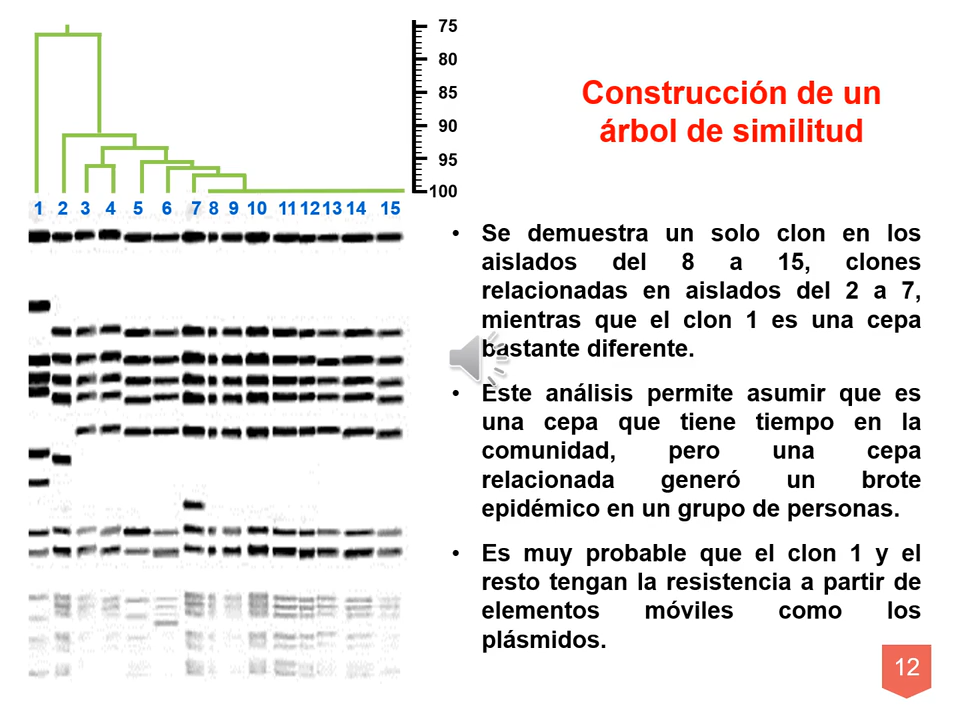 75
80
85
90
95
100
1 2 3 4 5 6 7 8 9 10 11 12 13 14 15
Construcción de un
árbol de similitud
• Se demuestra un solo clon en los
aislados del 8 a 15, clones
relacionadas en aislados del 2 a 7,
mientras que el clon 1 es una cepa
bastante diferente.
• Este análisis permite asumir que es
una cepa que tiene tiempo en la
comunidad, pero una cepa
relacionada generó un brote
epidémico en un grupo de personas.
• Es muy probable que el clon 1 y el
resto tengan la resistencia a partir de
elementos móviles como los
plásmidos.
12